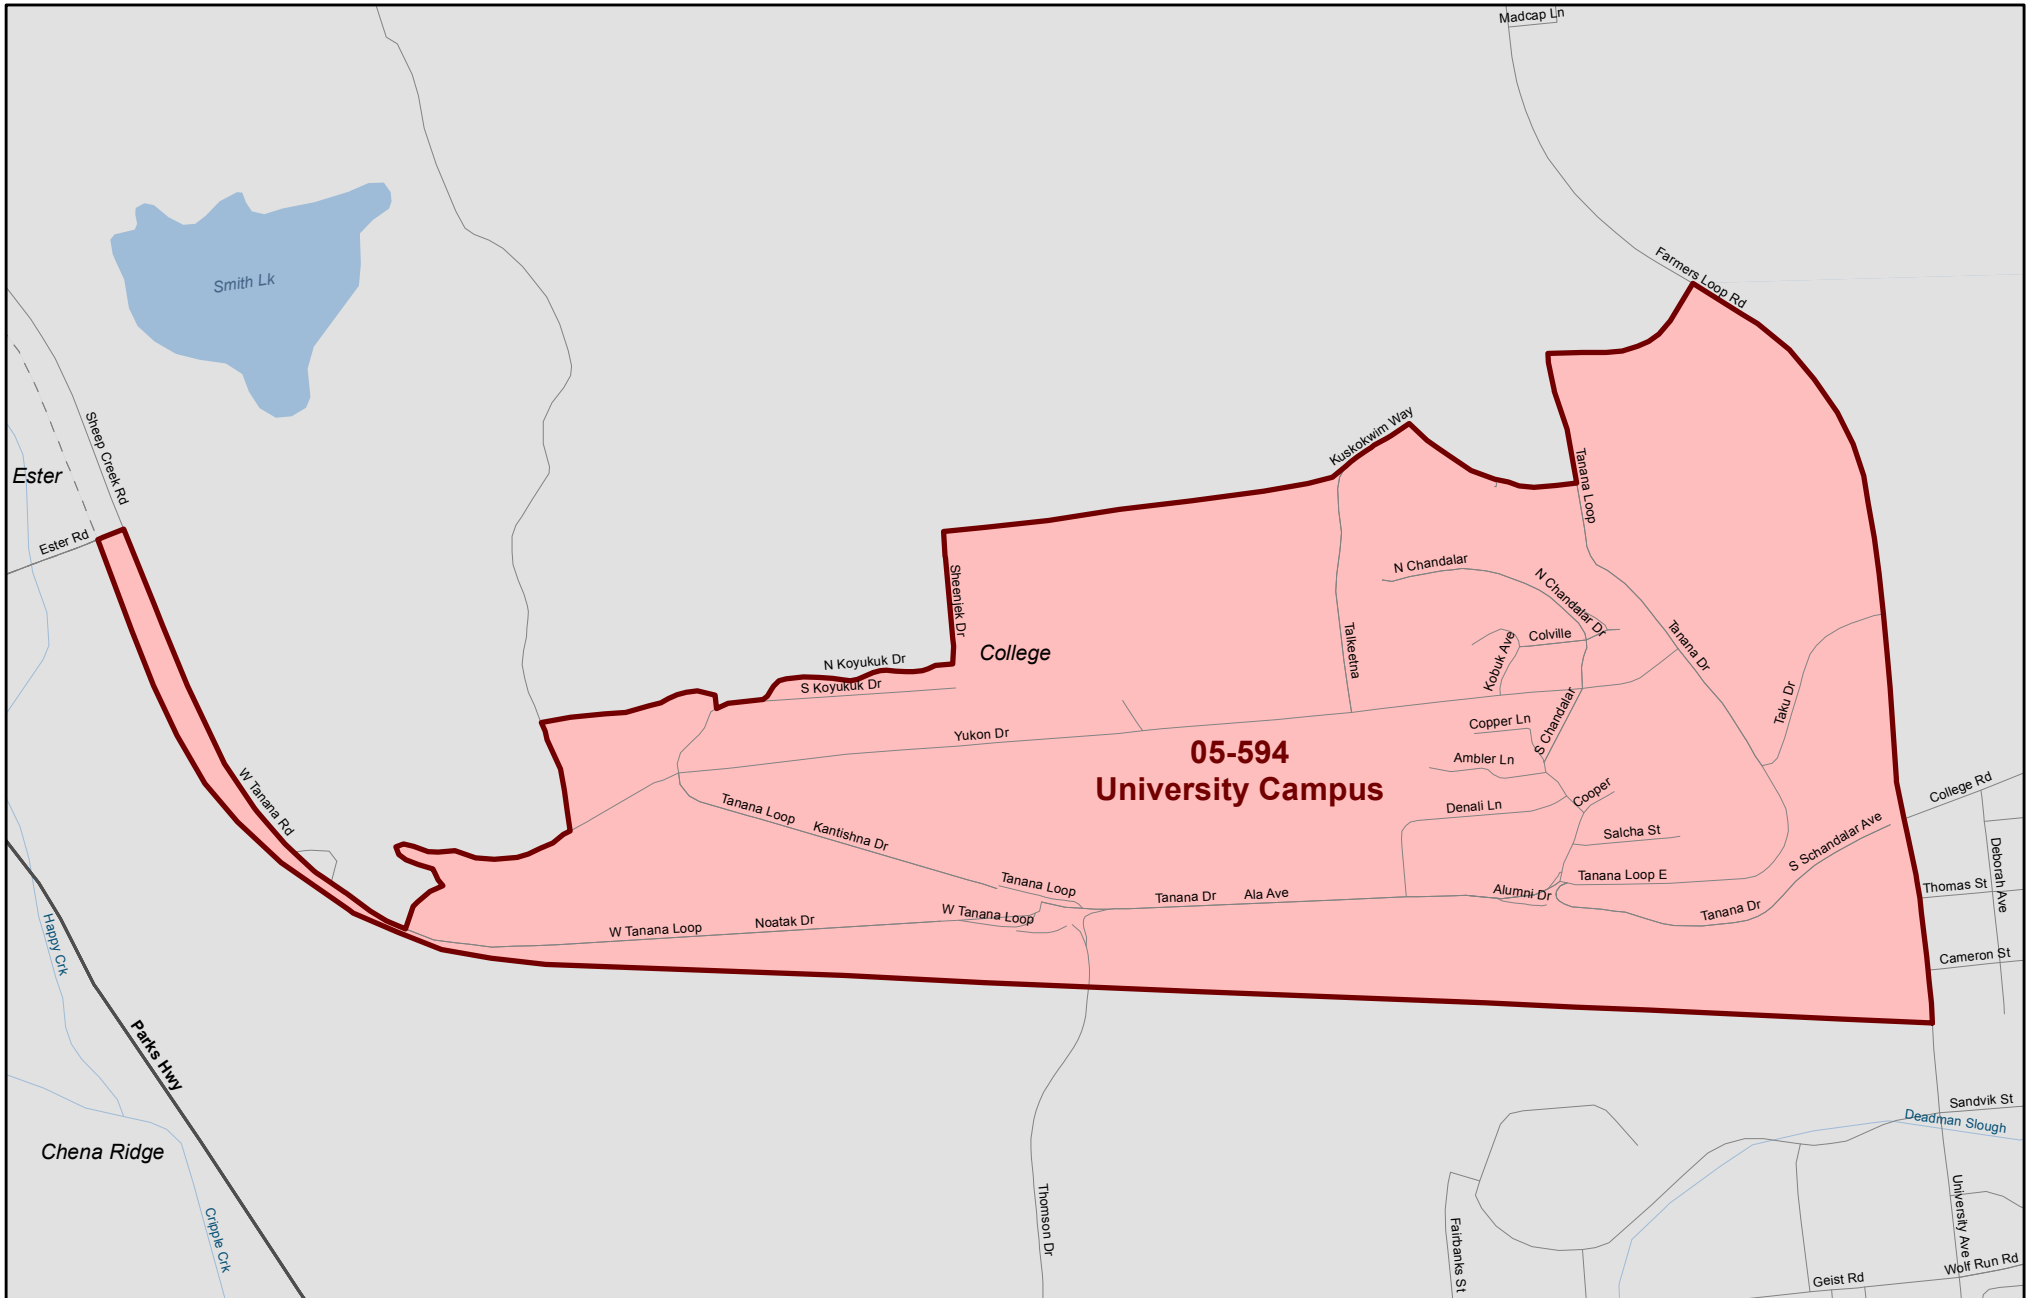 Madcap Ln
Farmers Loop Rd
Smith Lk
Sheep Creek Rd
Ester
Ester Rd
Kuskokwim Way
Tanana Loop
Sheenjek Dr
N Chandalar
N Chandalar Dr
Colville
Kobuk Ave
Talkeetna
Tanana Dr
College
N Koyukuk Dr
S Koyukuk Dr
Taku Dr
Yukon Dr
Copper Ln
S Chandalar
05-594
University Campus
Ambler Ln
W Tanana Rd
Tanana Loop
Kantishna Dr
Denali Ln
Cooper
Salcha St
S Schandalar Ave
College Rd
Deborah Ave
Tanana Loop
Tanana Loop E
Thomas St
Tanana Dr
Ala Ave
Alumni Dr
W Tanana Loop
Noatak Dr
W Tanana Loop
Tanana Dr
Happy Crk
Cameron St
Parks Hwy
Sandvik St
Deadman Slough
Chena Ridge
Cripple Crk
Thomson Dr
Fairbanks St
University Ave
Wolf Run Rd
Geist Rd